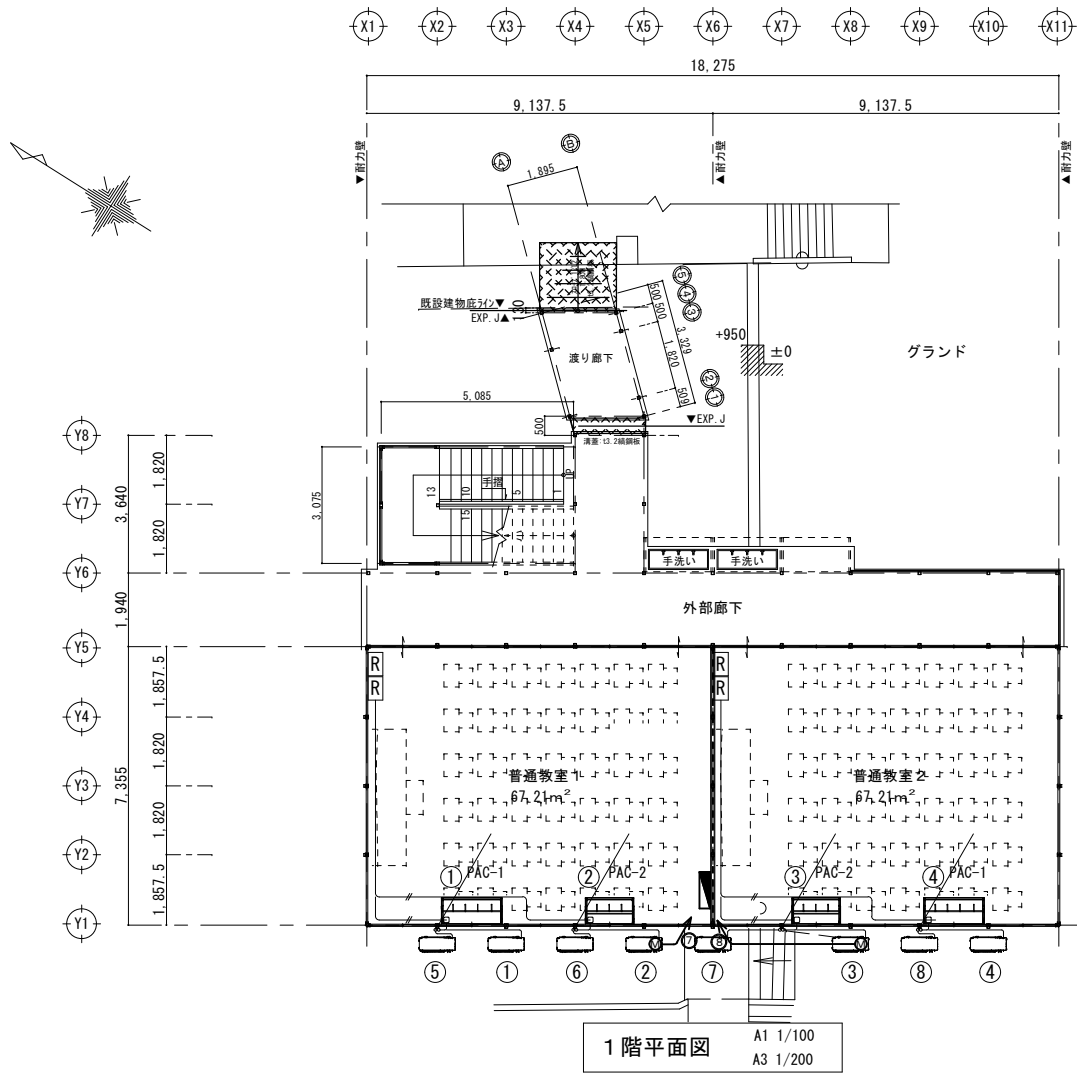 X1 X2 X3 X4 X5 X6 X7 X8 X9 X10 X11
18,275
9,137.5 9,137.5
▼耐力壁
▲耐力壁
▲耐力壁
A B
1,895
既設建物庇ライン▼
30
EXP.J▲
⑤ ④ ③
500 500
3,329
1,820
渡り廊下
② ①
509
+950
±0
グランド
5,085
▼EXP.J
500
溝蓋:t3.2縞鋼板
Y8
1,820
3,640
Y7
3,075
手摺
13 10 5 1
UP
15
1,820
Y6
手洗い 手洗い
1,940
外部廊下
Y5
R R
R R
1,857.5
Y4
1,820
7,355
Y3
普通教室1
67.21m²
普通教室2
67.21m²
1,820
Y2
① PAC-1
② PAC-2
③ PAC-2
④ PAC-1
1,857.5
Y1
M ⑦ ⑧ M
⑤ ① ⑥ ② ⑦ ③ ⑧ ④
1階平面図
A1 1/100
A3 1/200